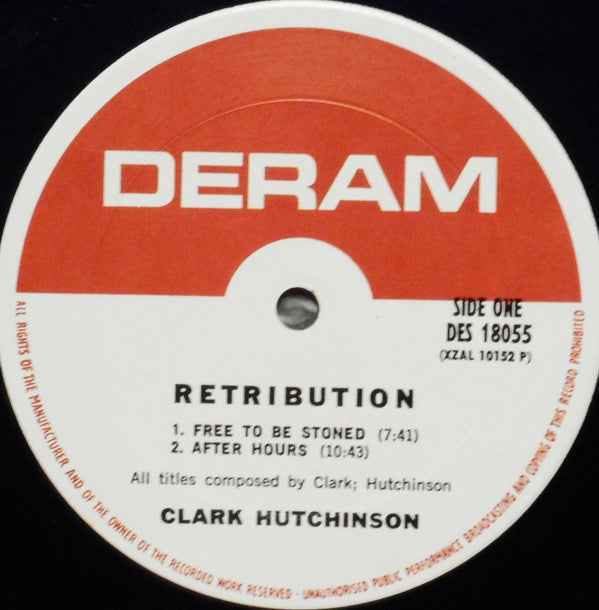 DERAM
SIDE ONE
DES 18055
(XZAL 10152 P)
RETRIBUTION
1. FREE TO BE STONED (7:41)
2. AFTER HOURS (10:43)
All titles composed by Clark; Hutchinson
CLARK HUTCHINSON
ALL RIGHTS OF THE MANUFACTURER AND OF THE OWNER OF THE RECORDED WORK RESERVED · UNAUTHORISED PUBLIC PERFORMANCE BROADCASTING AND COPYING OF THIS RECORD PROHIBITED